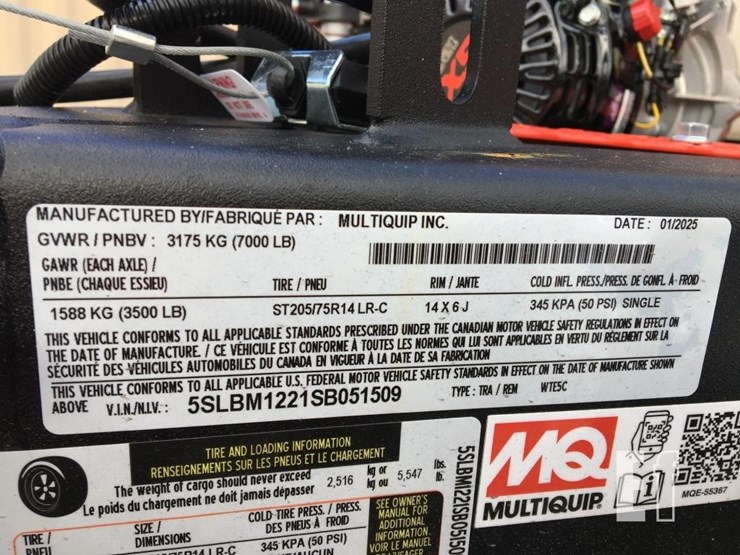 MANUFACTURED BY/FABRIQUÉ PAR : MULTIQUIP INC. DATE : 01/2025
GVWR / PNBV : 3175 KG (7000 LB)
GAWR (EACH AXLE) /
PNBE (CHAQUE ESSIEU) TIRE / PNEU RIM / JANTE COLD INFL. PRESS./PRESS. DE GONFL. À - FROID
1588 KG (3500 LB) ST205/75R14 LR-C 14 X 6 J 345 KPA (50 PSI) SINGLE
THIS VEHICLE CONFORMS TO ALL APPLICABLE STANDARDS PRESCRIBED UNDER THE CANADIAN MOTOR VEHICLE SAFETY REGULATIONS IN EFFECT ON
THE DATE OF MANUFACTURE. / CE VÉHICULE EST CONFORME À TOUTES LES NORMES QUI LUI SONT APPLICABLES EN VERTU DU RÈGLEMENT SUR LA
SÉCURITÉ DES VÉHICULES AUTOMOBILES DU CANADA EN VIGUEUR À LA DATE DE SA FABRICATION
THIS VEHICLE CONFORMS TO ALL APPLICABLE U.S. FEDERAL MOTOR VEHICLE SAFETY STANDARDS IN EFFECT ON THE DATE OF MANUFACTURE SHOWN
ABOVE V.I.N./N.I.V. : 5SLBM1221SB051509 TYPE : TRA / REM WTE5C
TIRE AND LOADING INFORMATION
RENSEIGNEMENTS SUR LES PNEUS ET LE CHARGEMENT
The weight of cargo should never exceed
Le poids du chargement ne doit jamais dépasser
2,516 kg or
kg ou 5,547 lbs.
lb.
5SLBM1221SB051509
TIRE /
PNEU
SIZE /
DIMENSIONS
COLD TIRE PRESS. / PRESS.
DES PNEUS À FROID
/75R14 LR-C 345 KPA (50 PSI)
SEE OWNER'S
MANUAL FOR
ADDITIONAL
INFORMATION
VOIR LE MANUEL
MQ
MULTIQUIP
MQE-55367